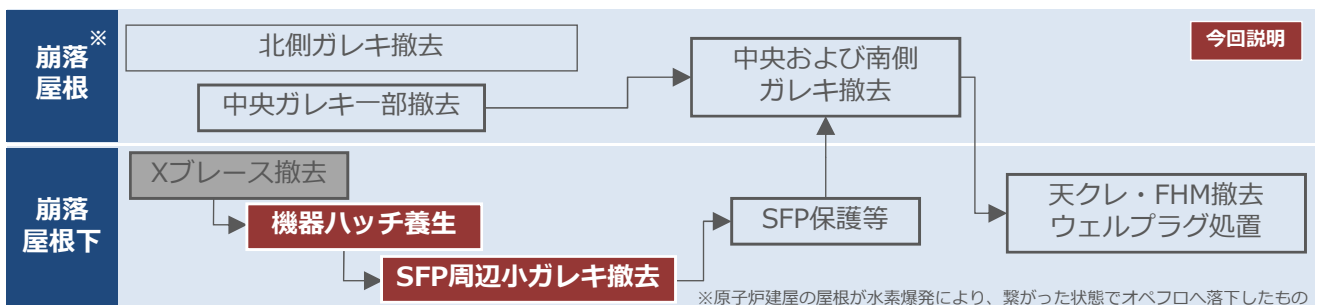 崩落※
屋根
北側ガレキ撤去
中央ガレキ一部撤去
中央および南側
ガレキ撤去
今回説明
崩落
屋根下
Xブレース撤去
機器ハッチ養生
SFP周辺小ガレキ撤去
SFP保護等
天クレ・FHM撤去
ウェルプラグ処置
※原子炉建屋の屋根が水素爆発により、繋がった状態でオペフロへ落下したもの